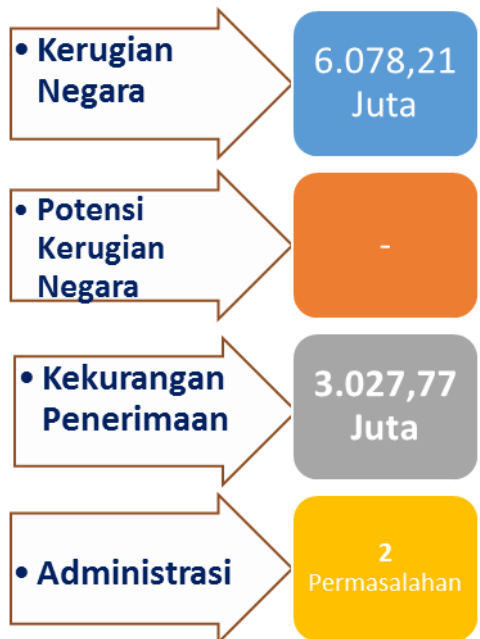 • Kerugian
Negara
6.078,21
Juta
• Potensi
Kerugian
Negara
-
• Kekurangan
Penerimaan
3.027,77
Juta
• Administrasi
2
Permasalahan